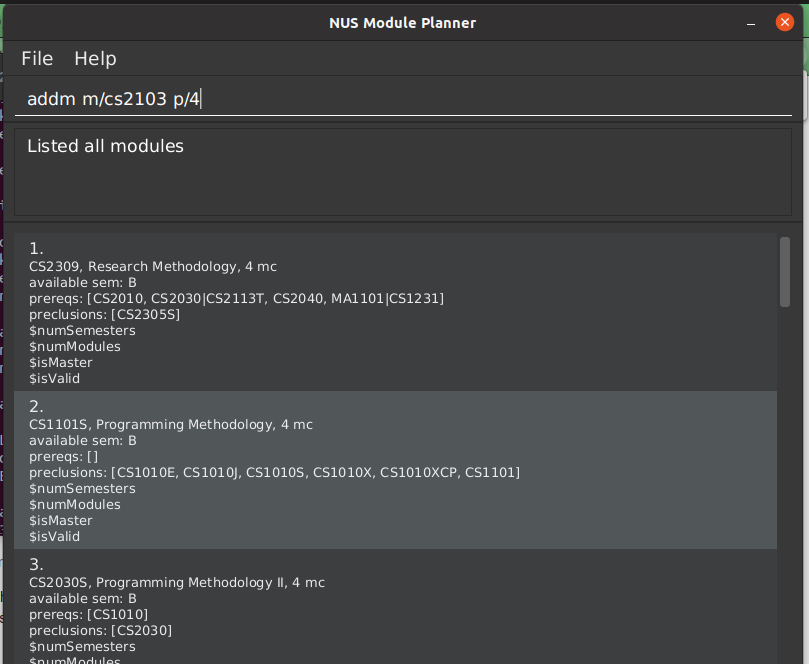 NUS Module Planner
File Help
addm m/cs2103 p/4
Listed all modules
1.
CS2309, Research Methodology, 4 mc
available sem: B
prereqs: [CS2010, CS2030|CS2113T, CS2040, MA1101|CS1231]
preclusions: [CS2305S]
$numSemesters
$numModules
$isMaster
$isValid
2.
CS1101S, Programming Methodology, 4 mc
available sem: B
prereqs: []
preclusions: [CS1010E, CS1010J, CS1010S, CS1010X, CS1010XCP, CS1101]
$numSemesters
$numModules
$isMaster
$isValid
3.
CS2030S, Programming Methodology II, 4 mc
available sem: B
prereqs: [CS1010]
preclusions: [CS2030]
$numSemesters
$numModules